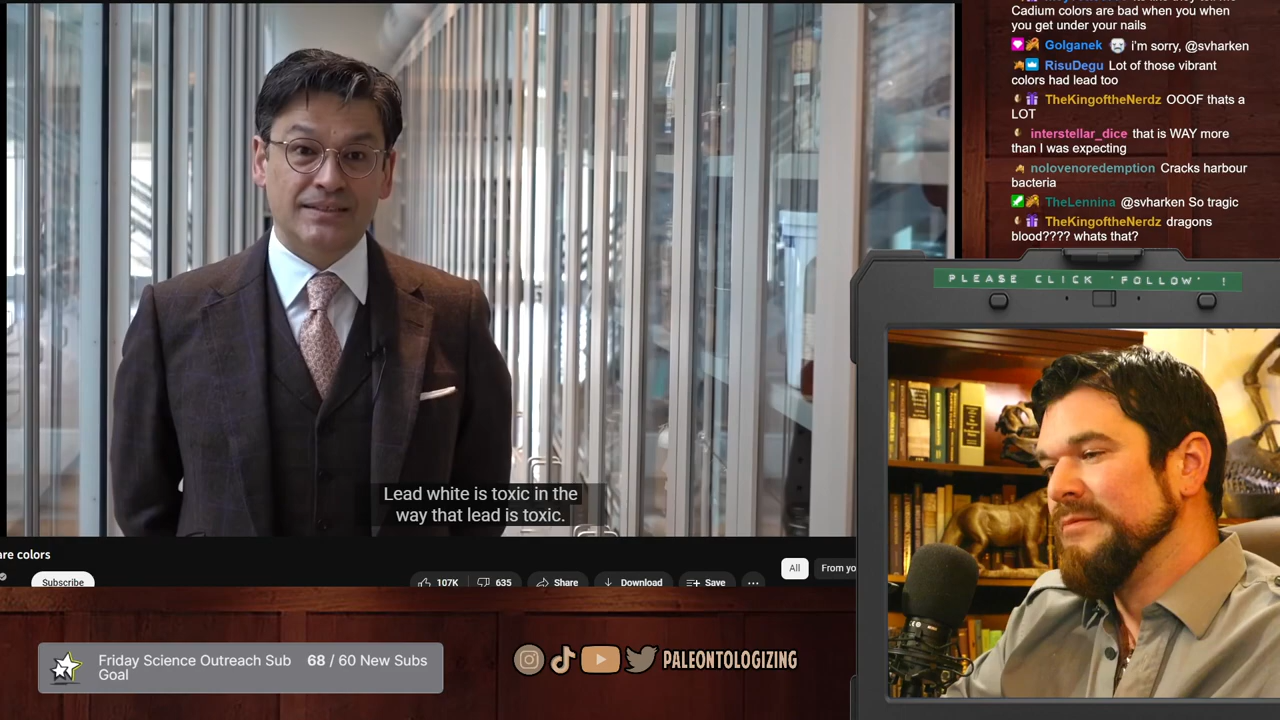 Cadium colors are bad when you when
you get under your nails
Golganek i'm sorry, @svharken
RisuDegu Lot of those vibrant
colors had lead too
TheKingoftheNerdz OOOF thats a
LOT
interstellar_dice that is WAY more
than I was expecting
nolovenoredemption Cracks harbour
bacteria
TheLennina @svharken So tragic
TheKingoftheNerdz dragons
blood???? whats that?
PLEASE CLICK 'FOLLOW' !
Lead white is toxic in the
way that lead is toxic.
are colors
Subscribe
107K 635 Share Download Save ...
All From yo
Friday Science Outreach Sub 68 / 60 New Subs
Goal
PALEONTOLOGIZING